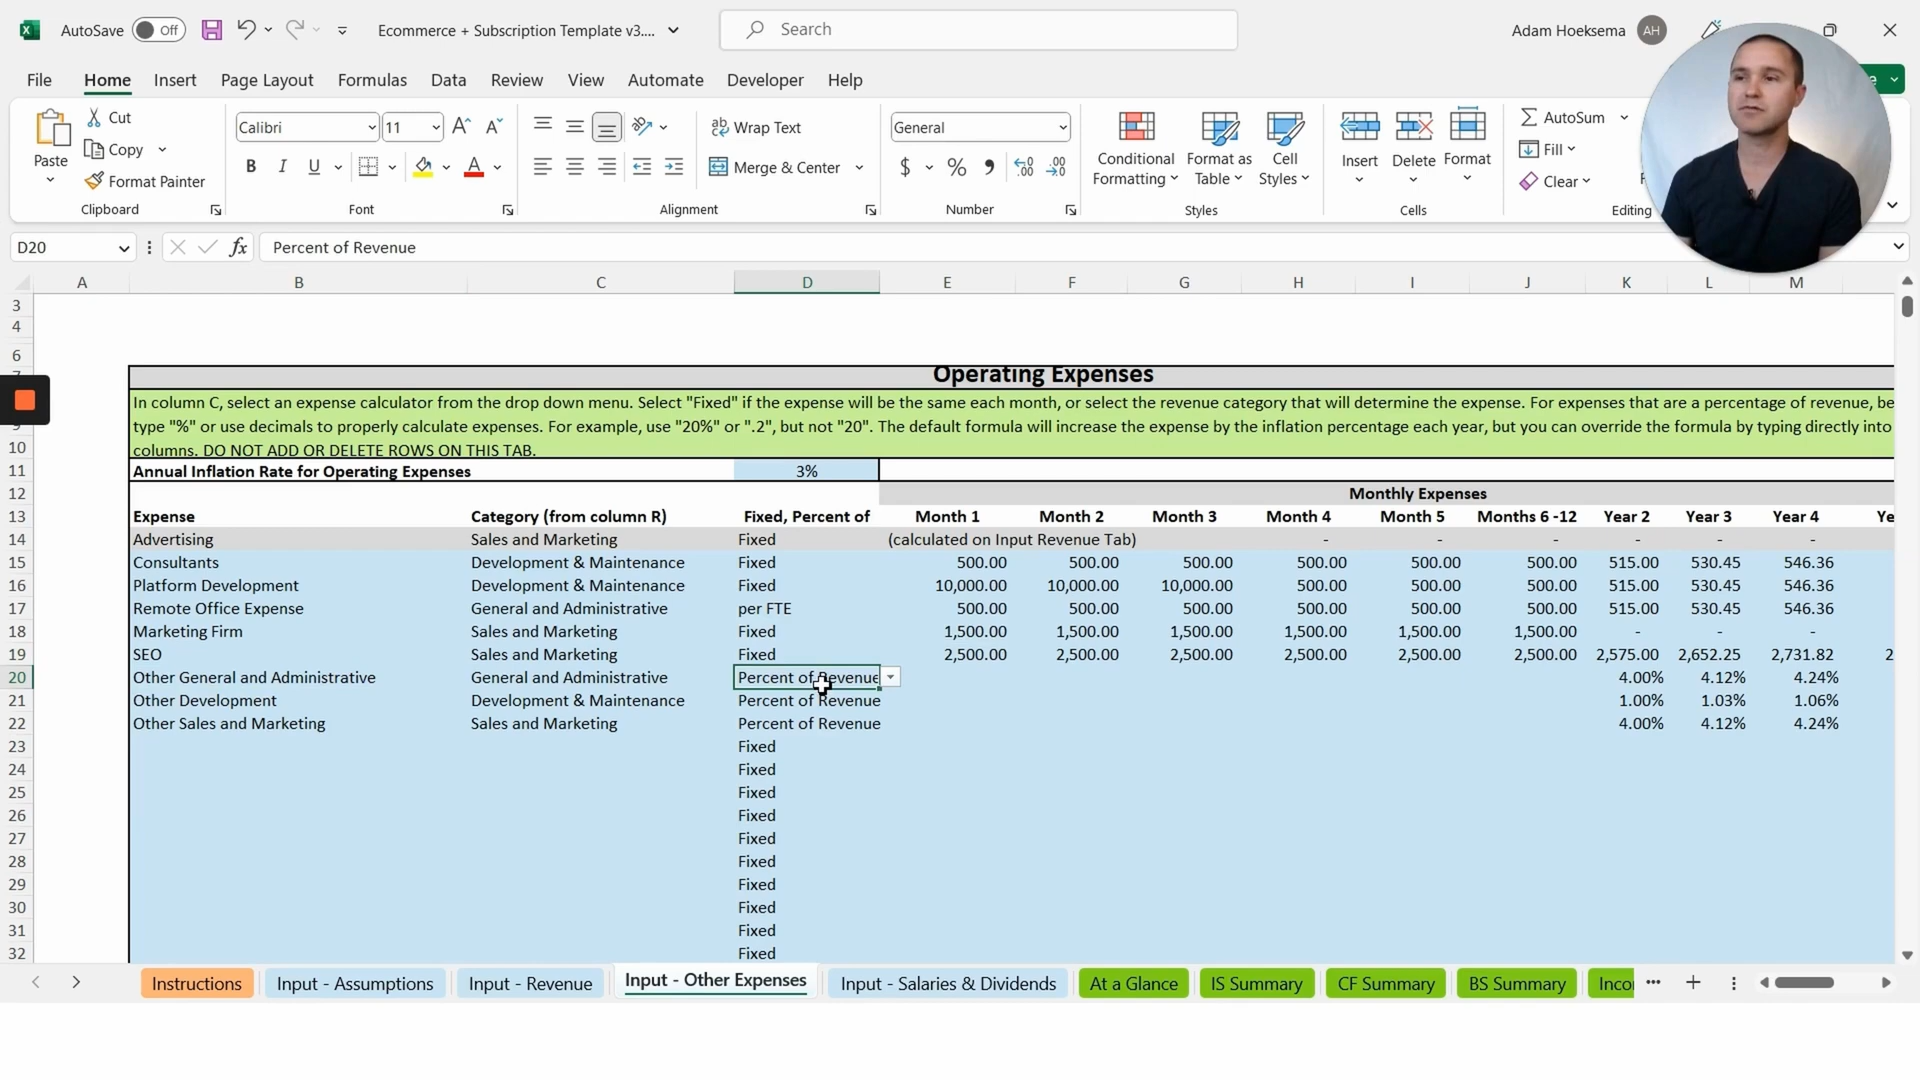 AutoSave Off Ecommerce + Subscription Template v3.... Search Adam Hoeksema AH
File Home Insert Page Layout Formulas Data Review View Automate Developer Help
Paste Cut Copy Format Painter
Clipboard
Calibri 11
B I U A
Font
Wrap Text
Merge & Center
Alignment
General
$ % 9 .00
Number
Conditional Formatting Format as Table Cell Styles
Styles
Insert Delete Format
Cells
AutoSum
Fill
Clear
Editing
D20 fx Percent of Revenue
A B C D E F G H I J K L M
3
4
6
7 Operating Expenses
In column C, select an expense calculator from the drop down menu. Select "Fixed" if the expense will be the same each month, or select the revenue category that will determine the expense. For expenses that are a percentage of revenue, be
9 type "%" or use decimals to properly calculate expenses. For example, use "20%" or ".2", but not "20". The default formula will increase the expense by the inflation percentage each year, but you can override the formula by typing directly into
10 columns. DO NOT ADD OR DELETE ROWS ON THIS TAB.
11 Annual Inflation Rate for Operating Expenses 3%
12 Monthly Expenses
13 Expense Category (from column R) Fixed, Percent of Month 1 Month 2 Month 3 Month 4 Month 5 Months 6 -12 Year 2 Year 3 Year 4 Ye
14 Advertising Sales and Marketing Fixed (calculated on Input Revenue Tab) - - - - - -
15 Consultants Development & Maintenance Fixed 500.00 500.00 500.00 500.00 500.00 500.00 515.00 530.45 546.36
16 Platform Development Development & Maintenance Fixed 10,000.00 10,000.00 10,000.00 500.00 500.00 500.00 515.00 530.45 546.36
17 Remote Office Expense General and Administrative per FTE 500.00 500.00 500.00 500.00 500.00 500.00 515.00 530.45 546.36
18 Marketing Firm Sales and Marketing Fixed 1,500.00 1,500.00 1,500.00 1,500.00 1,500.00 1,500.00 - - -
19 SEO Sales and Marketing Fixed 2,500.00 2,500.00 2,500.00 2,500.00 2,500.00 2,500.00 2,575.00 2,652.25 2,731.82 2
20 Other General and Administrative General and Administrative Percent of Revenue 4.00% 4.12% 4.24%
21 Other Development Development & Maintenance Percent of Revenue 1.00% 1.03% 1.06%
22 Other Sales and Marketing Sales and Marketing Percent of Revenue 4.00% 4.12% 4.24%
23 Fixed
24 Fixed
25 Fixed
26 Fixed
27 Fixed
28 Fixed
29 Fixed
30 Fixed
31 Fixed
32 Fixed
Instructions Input - Assumptions Input - Revenue Input - Other Expenses Input - Salaries & Dividends At a Glance IS Summary CF Summary BS Summary Inco